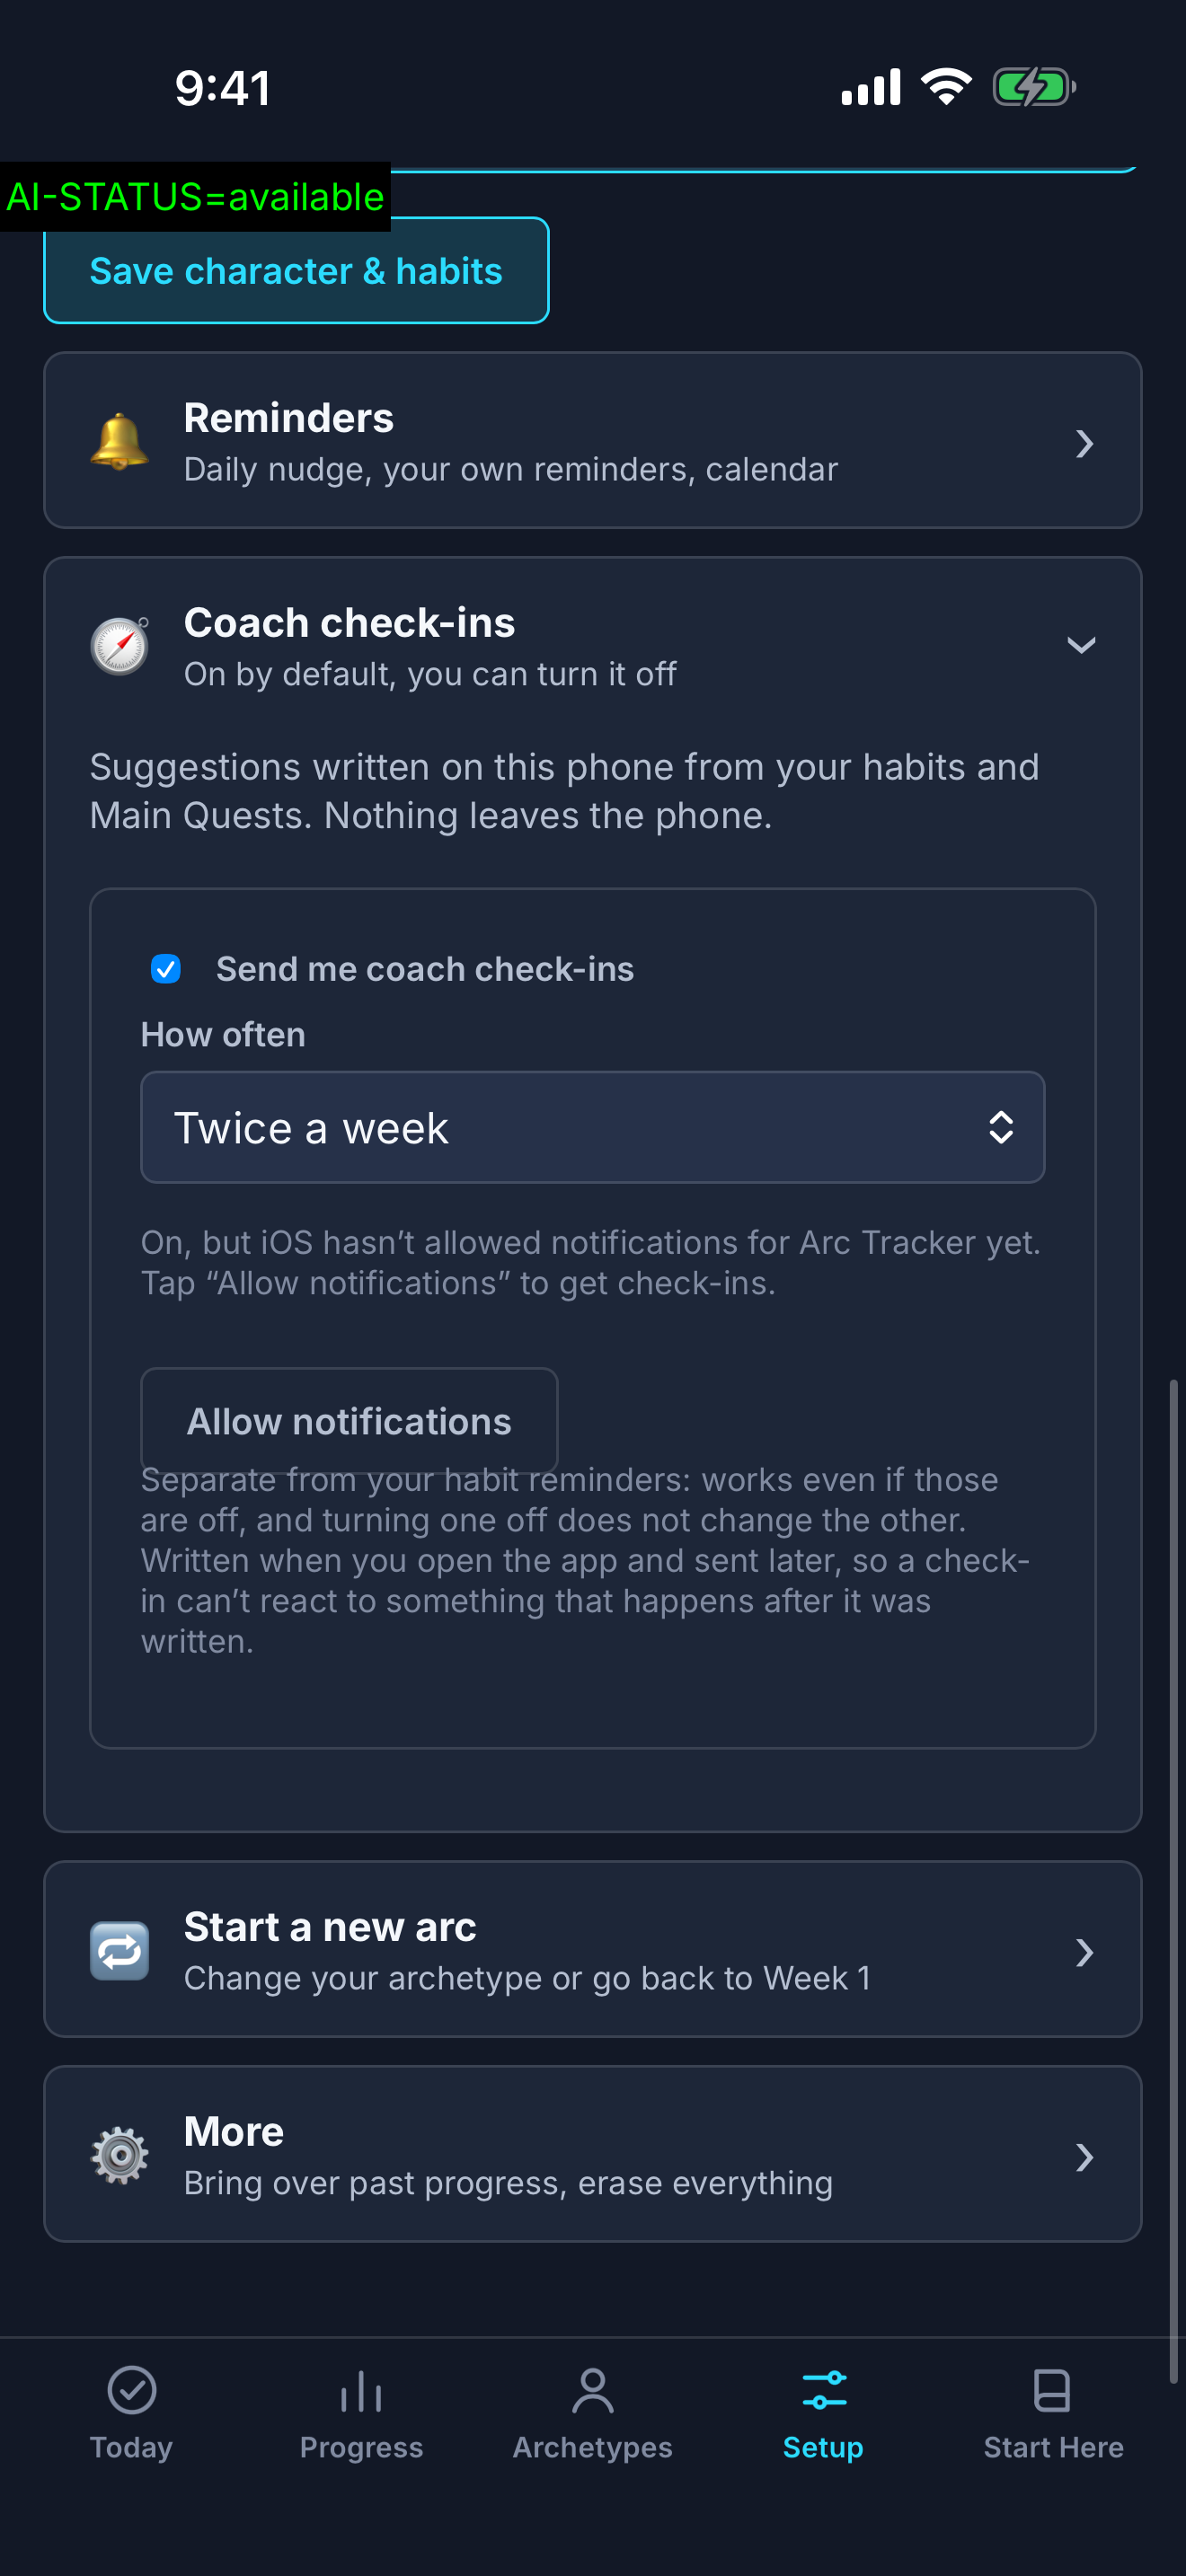 9:41
AI-STATUS=available
Save character & habits
Reminders
Daily nudge, your own reminders, calendar
Coach check-ins
On by default, you can turn it off
Suggestions written on this phone from your habits and
Main Quests. Nothing leaves the phone.
Send me coach check-ins
How often
Twice a week
On, but iOS hasn’t allowed notifications for Arc Tracker yet.
Tap “Allow notifications” to get check-ins.
Allow notifications
Separate from your habit reminders: works even if those
are off, and turning one off does not change the other.
Written when you open the app and sent later, so a check-
in can’t react to something that happens after it was
written.
Start a new arc
Change your archetype or go back to Week 1
More
Bring over past progress, erase everything
Today
Progress
Archetypes
Setup
Start Here